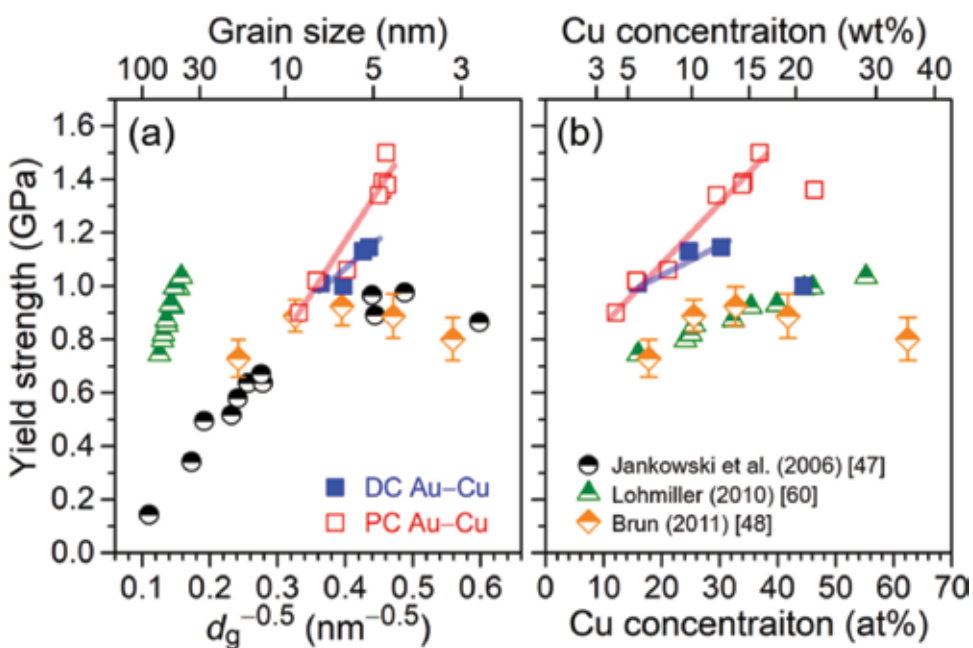 Grain size (nm)
100 30 10 5 3
Cu concentraiton (wt%)
3 5 10 15 20 30 40
Yield strength (GPa)
1.6
1.4
1.2
1.0
0.8
0.6
0.4
0.2
0.0
(a)
DC Au–Cu
PC Au–Cu
0.1 0.2 0.3 0.4 0.5 0.6
dg−0.5 (nm−0.5)
(b)
Jankowski et al. (2006) [47]
Lohmiller (2010) [60]
Brun (2011) [48]
0 10 20 30 40 50 60 70
Cu concentraiton (at%)